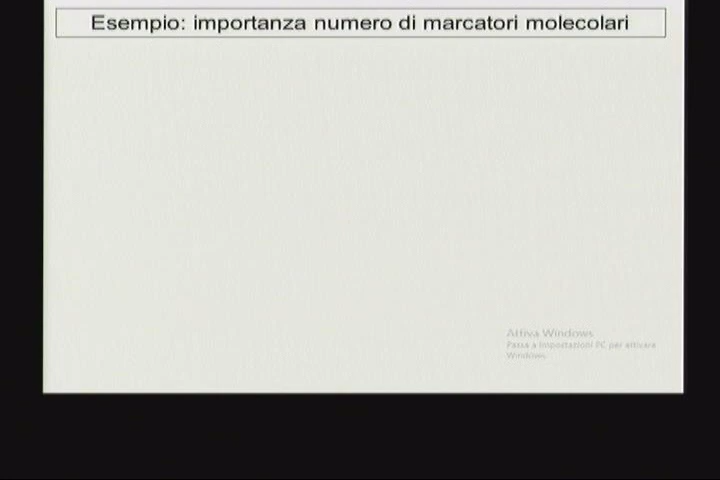 Esempio: importanza numero di marcatori molecolari
Attiva Windows
Passa a Impostazioni PC per attivare
Windows.